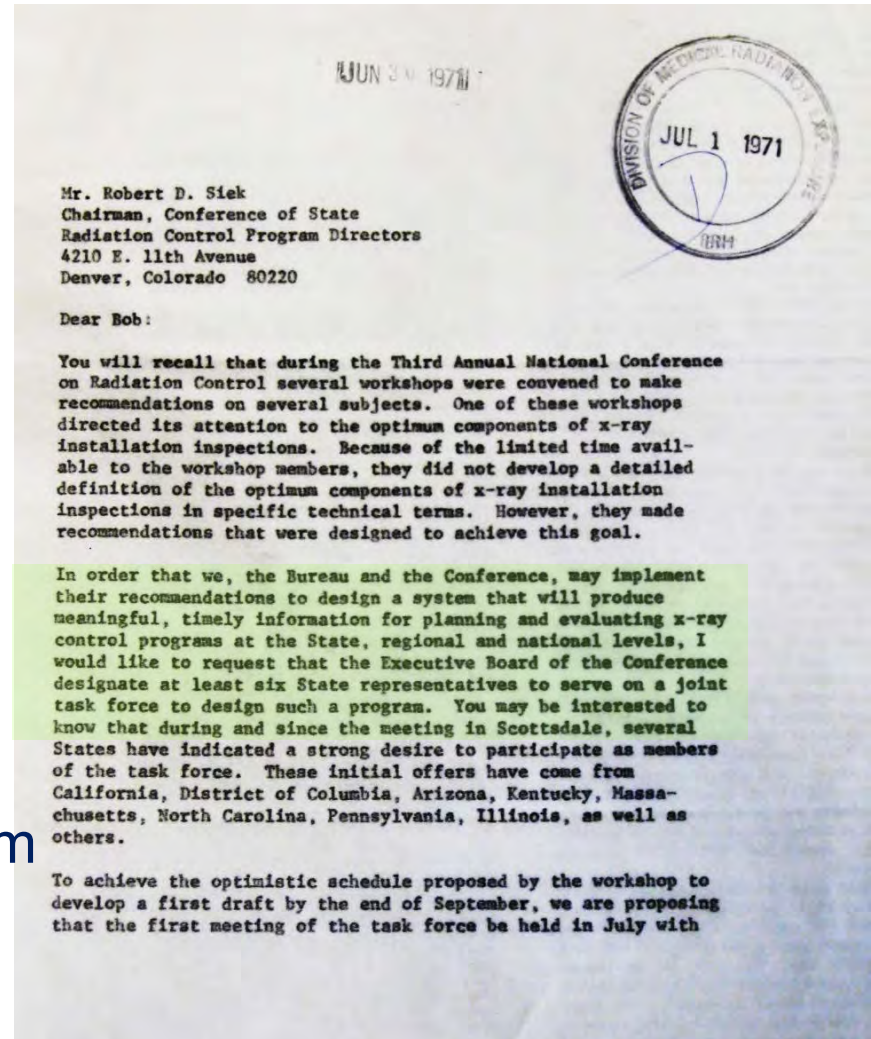 JUN 1971
DIVISION OF MEDICAL RADIATION
JUL 1 1971
BRH
Mr. Robert D. Siek
Chairman, Conference of State
Radiation Control Program Directors
4210 E. 11th Avenue
Denver, Colorado 80220
Dear Bob:
You will recall that during the Third Annual National Conference
on Radiation Control several workshops were convened to make
recommendations on several subjects. One of these workshops
directed its attention to the optimum components of x-ray
installation inspections. Because of the limited time avail-
able to the workshop members, they did not develop a detailed
definition of the optimum components of x-ray installation
inspections in specific technical terms. However, they made
recommendations that were designed to achieve this goal.
In order that we, the Bureau and the Conference, may implement
their recommendations to design a system that will produce
meaningful, timely information for planning and evaluating x-ray
control programs at the State, regional and national levels, I
would like to request that the Executive Board of the Conference
designate at least six State representatives to serve on a joint
task force to design such a program. You may be interested to
know that during and since the meeting in Scottsdale, several
States have indicated a strong desire to participate as members
of the task force. These initial offers have come from
California, District of Columbia, Arizona, Kentucky, Massa-
chusetts, North Carolina, Pennsylvania, Illinois, as well as
others.
m
To achieve the optimistic schedule proposed by the workshop to
develop a first draft by the end of September, we are proposing
that the first meeting of the task force be held in July with